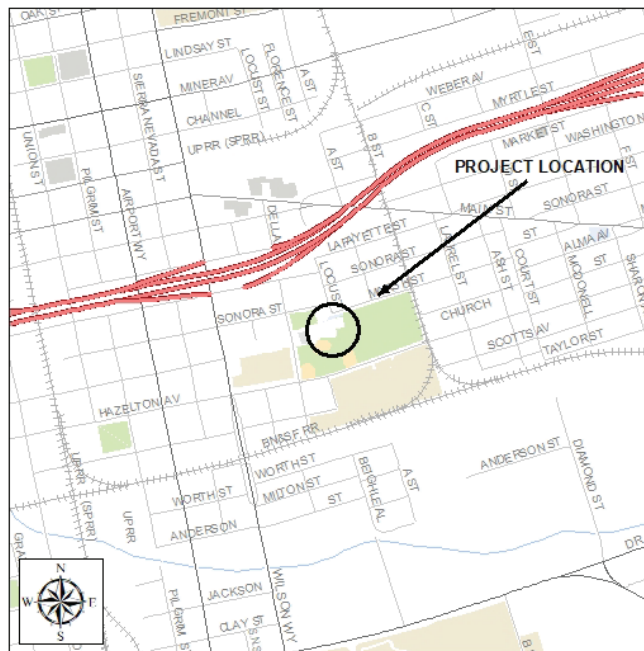 OAK ST
FREMONT ST
LINDSAY ST
LOCUST ST
FLORENCE ST
A ST
E ST
MINER AV
WEBER AV
MYRTLE ST
C ST
SIERRA NEVADA ST
CHANNEL
UPRR (SPRR)
A ST
B ST
MARKET ST
WASHINGTON
F ST
UNION ST
PILGRIM ST
AIRPORT WY
PROJECT LOCATION
MAIN ST
SONORA ST
ST
ALMA AV
ST
LAFAYETTE ST
LAUREL ST
SONORA ST
LOCUST
ASH ST
COURT ST
MCDOWELL
CHURCH
SONORA ST
SCOTTS AV
TAYLOR ST
HAZELTON AV
BNSF RR
UPRR
(SPRR)
UPRR
WORTH ST
WORTH ST
MILTON ST
ST
BEIGHLE AL
A ST
ANDERSON ST
DIAMOND ST
ANDERSON
DR
N
W E
S
PILGRIM ST
JACKSON
CLAY ST
WILSON WY